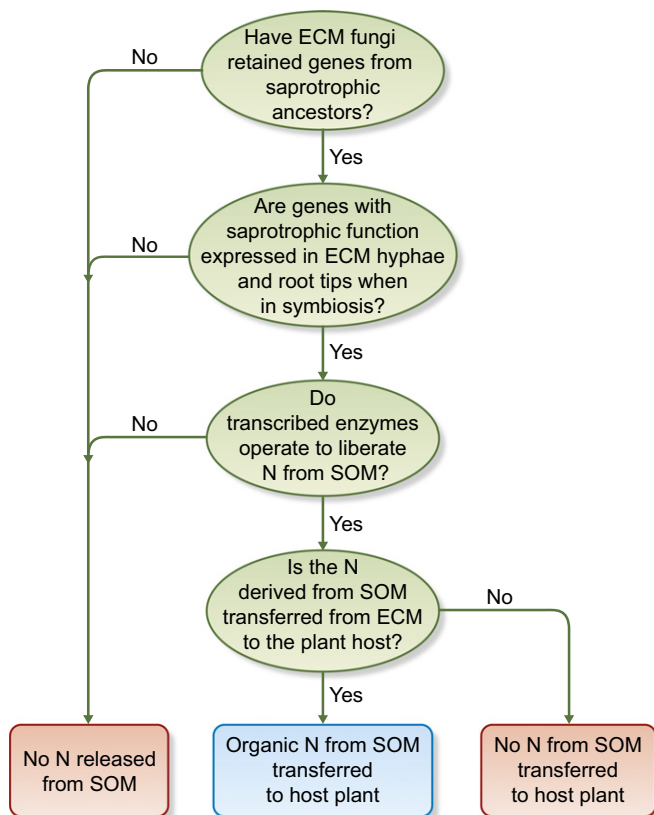 Have ECM fungi
retained genes from
saprotrophic
ancestors?
No
Yes
Are genes with
saprotrophic function
expressed in ECM hyphae
and root tips when
in symbiosis?
No
Yes
Do
transcribed enzymes
operate to liberate
N from SOM?
No
Yes
Is the N
derived from SOM
transferred from ECM
to the plant host?
No
Yes
No N released
from SOM
Organic N from SOM
transferred
to host plant
No N from SOM
transferred
to host plant